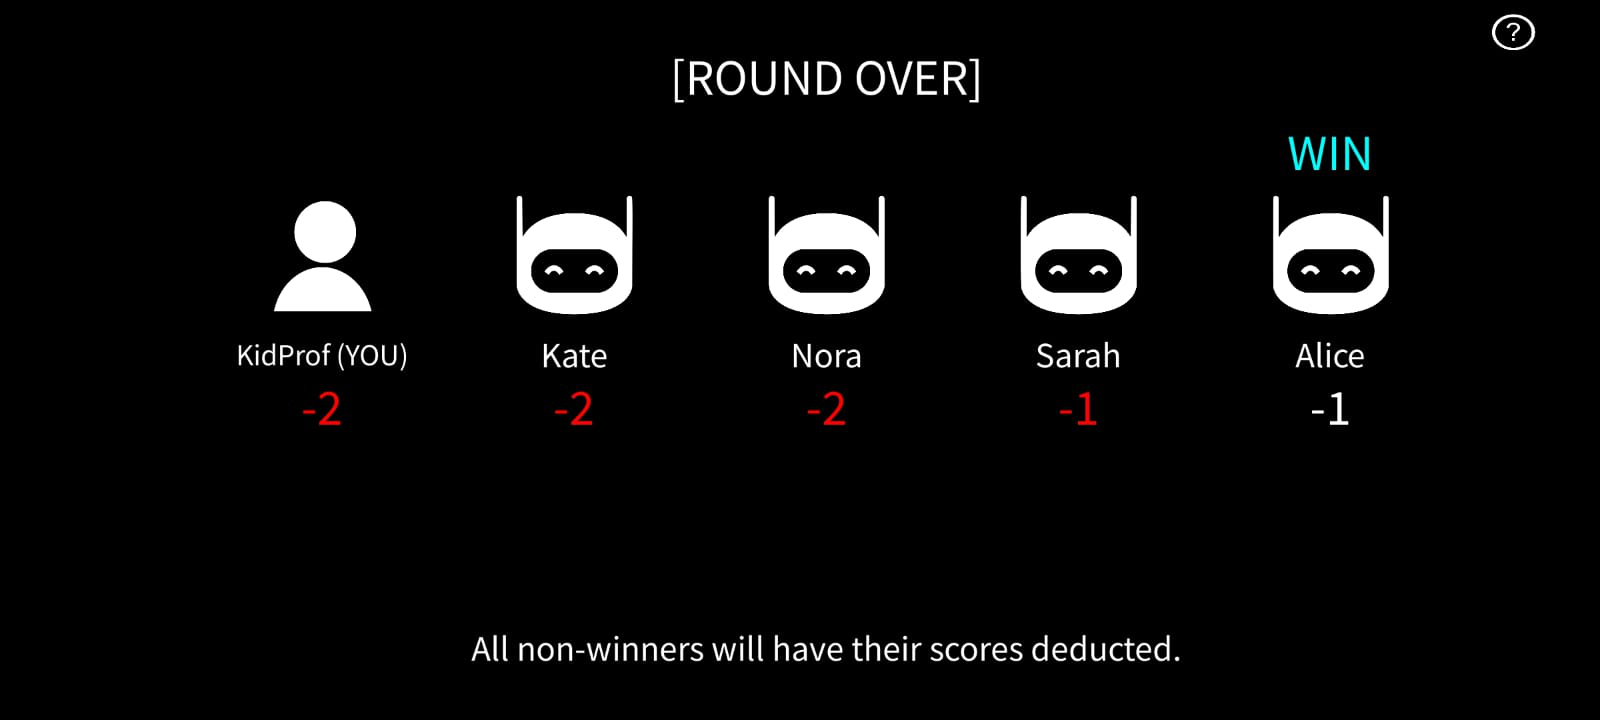 ?
[ROUND OVER]
WIN
KidProf (YOU) Kate Nora Sarah Alice
-2 -2 -2 -1 -1
All non-winners will have their scores deducted.